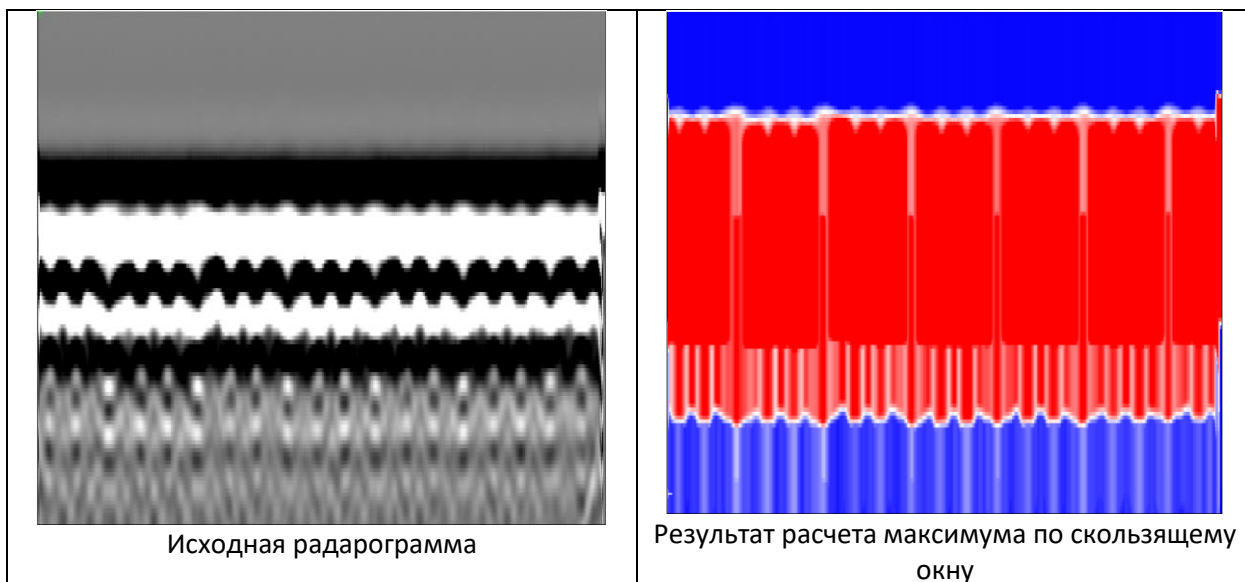 Исходная радарограмма
Результат расчета максимума по скользящему
окну